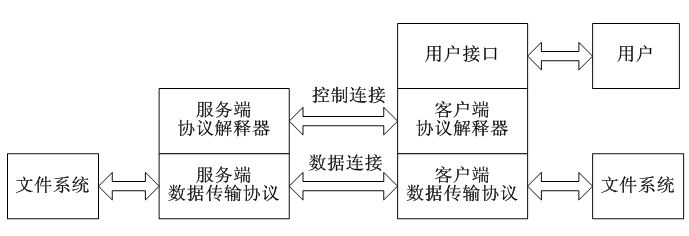 用户接口
用户
控制连接
服务端
协议解释器
客户端
协议解释器
数据连接
文件系统
服务端
数据传输协议
客户端
数据传输协议
文件系统